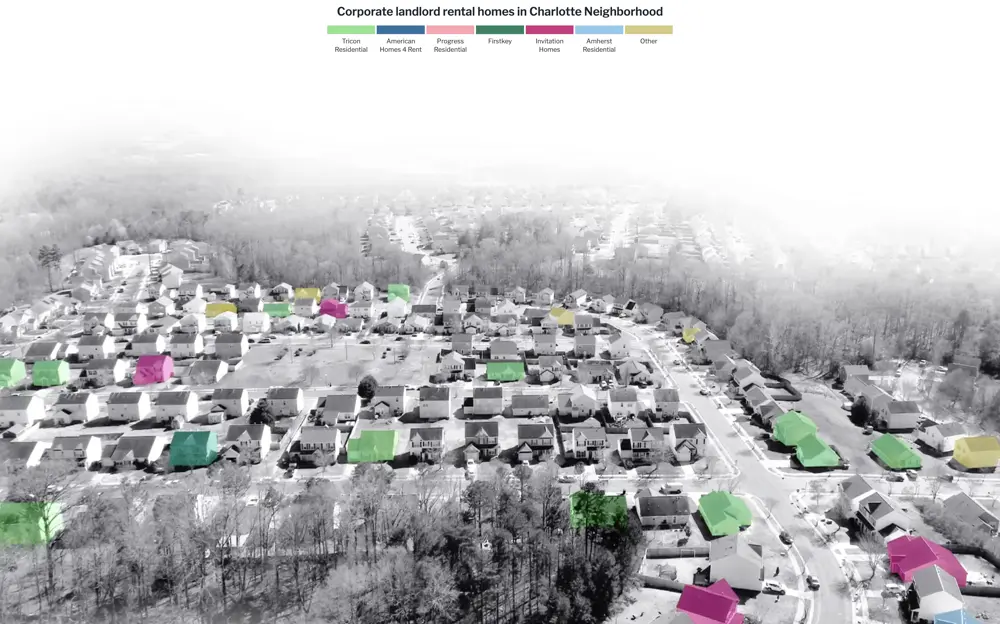 Corporate landlord rental homes in Charlotte Neighborhood
Tricon
Residential
American
Homes 4 Rent
Progress
Residential
Firstkey
Invitation
Homes
Amherst
Residential
Other